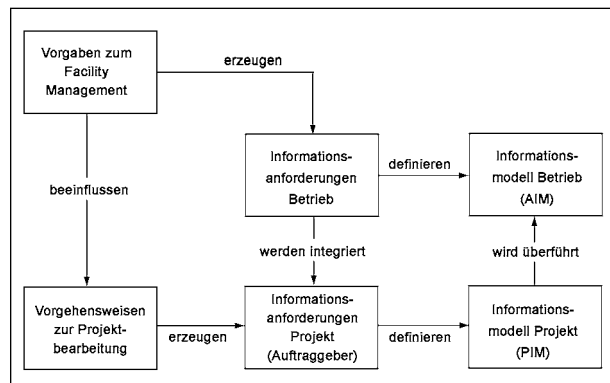 Vorgaben zum
Facility
Management
erzeugen
Informations-
anforderungen
Betrieb
definieren
Informations-
modell Betrieb
(AIM)
beeinflussen
werden integriert
wird überführt
Vorgehensweisen
zur Projekt-
bearbeitung
erzeugen
Informations-
anforderungen
Projekt
(Auftraggeber)
definieren
Informations-
modell Projekt
(PIM)